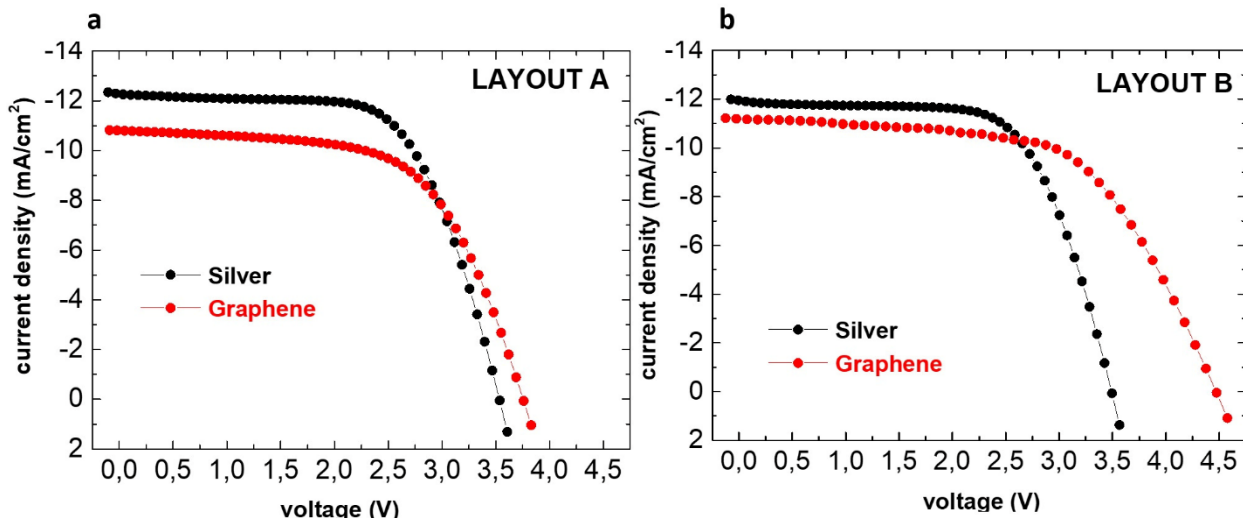 a
LAYOUT A
current density (mA/cm²)
-14
-12
-10
-8
-6
-4
-2
0
2
Silver
Graphene
0,0 0,5 1,0 1,5 2,0 2,5 3,0 3,5 4,0 4,5
voltage (V)
b
LAYOUT B
current density (mA/cm²)
-14
-12
-10
-8
-6
-4
-2
0
2
Silver
Graphene
0,0 0,5 1,0 1,5 2,0 2,5 3,0 3,5 4,0 4,5
voltage (V)